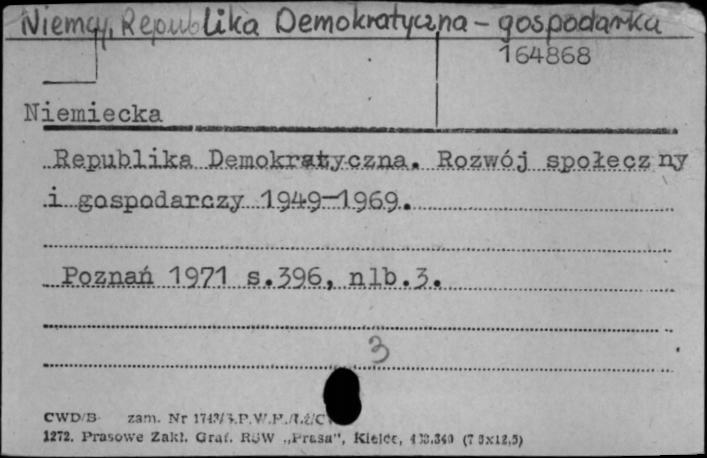 Niemcy, Republika Demokratyczna - gospodarka
164868
Niemiecka
Republika Demokratyczna. Rozwój społeczny
i gospodarczy 1949-1969.
Poznań 1971 s.396, nlb.3.
3
CWD/B zam. Nr
1272. Prasowe Zakł. Graf. RSW „Prasa", Kielce,